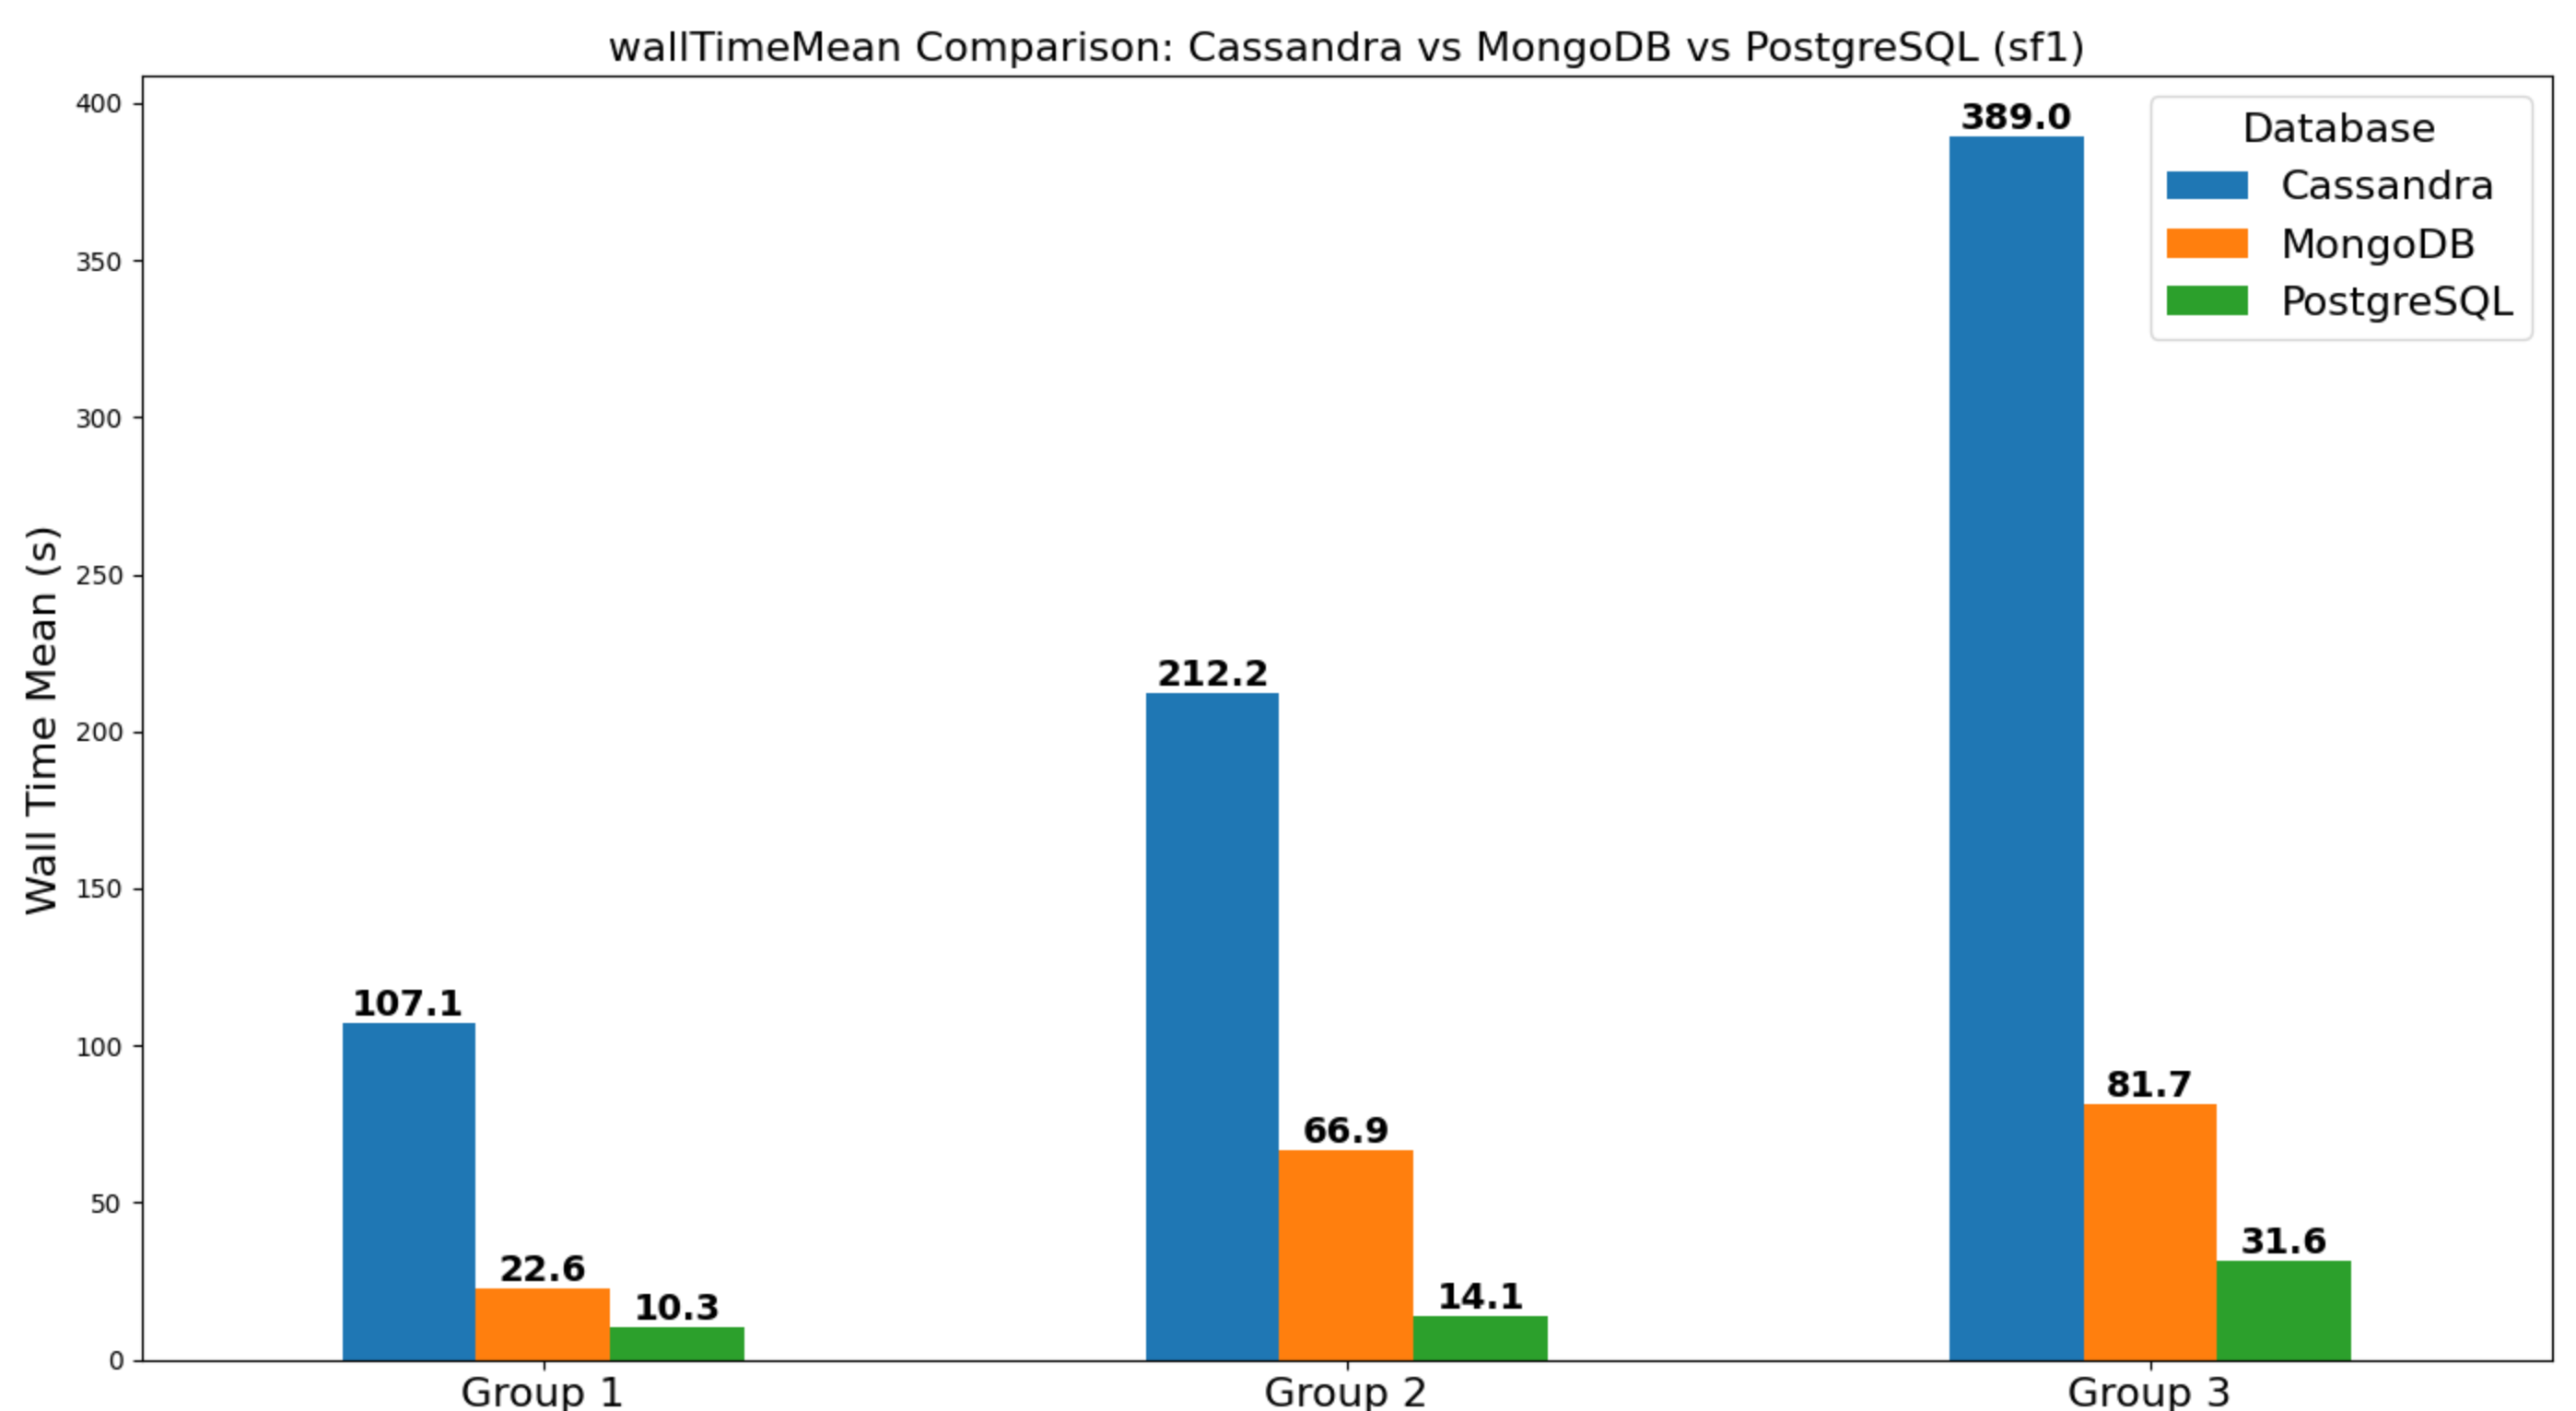 wallTimeMean Comparison: Cassandra vs MongoDB vs PostgreSQL (sf1)
Wall Time Mean (s)
400
350
300
250
200
150
100
50
0
107.1
22.6
10.3
212.2
66.9
14.1
389.0
81.7
31.6
Database
Cassandra
MongoDB
PostgreSQL
Group 1
Group 2
Group 3